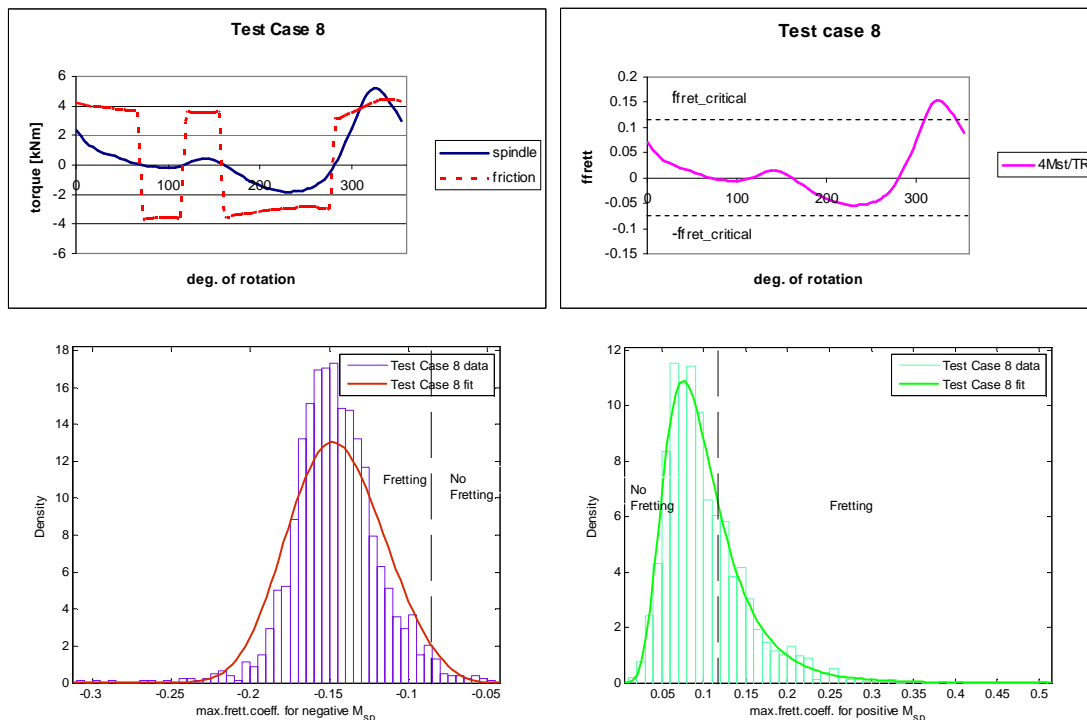 Test Case 8
6
4
2
0
-2
-4
-6
0 100 200 300
torque [kNm]
deg. of rotation
spindle
friction
Test case 8
0.2
0.15
0.1
0.05
0
-0.05
-0.1
-0.15
0 100 200 300
ffrett
ffret_critical
-ffret_critical
deg. of rotation
4Mst/TR
18
16
14
12
10
8
6
4
2
0
Density
Test Case 8 data
Test Case 8 fit
Fretting
No
Fretting
-0.3 -0.25 -0.2 -0.15 -0.1 -0.05
max.frett.coeff. for negative Msp
12
10
8
6
4
2
0
Density
Test Case 8 data
Test Case 8 fit
No
Fretting
Fretting
0.05 0.1 0.15 0.2 0.25 0.3 0.35 0.4 0.45 0.5
max.frett.coeff. for positive Msp